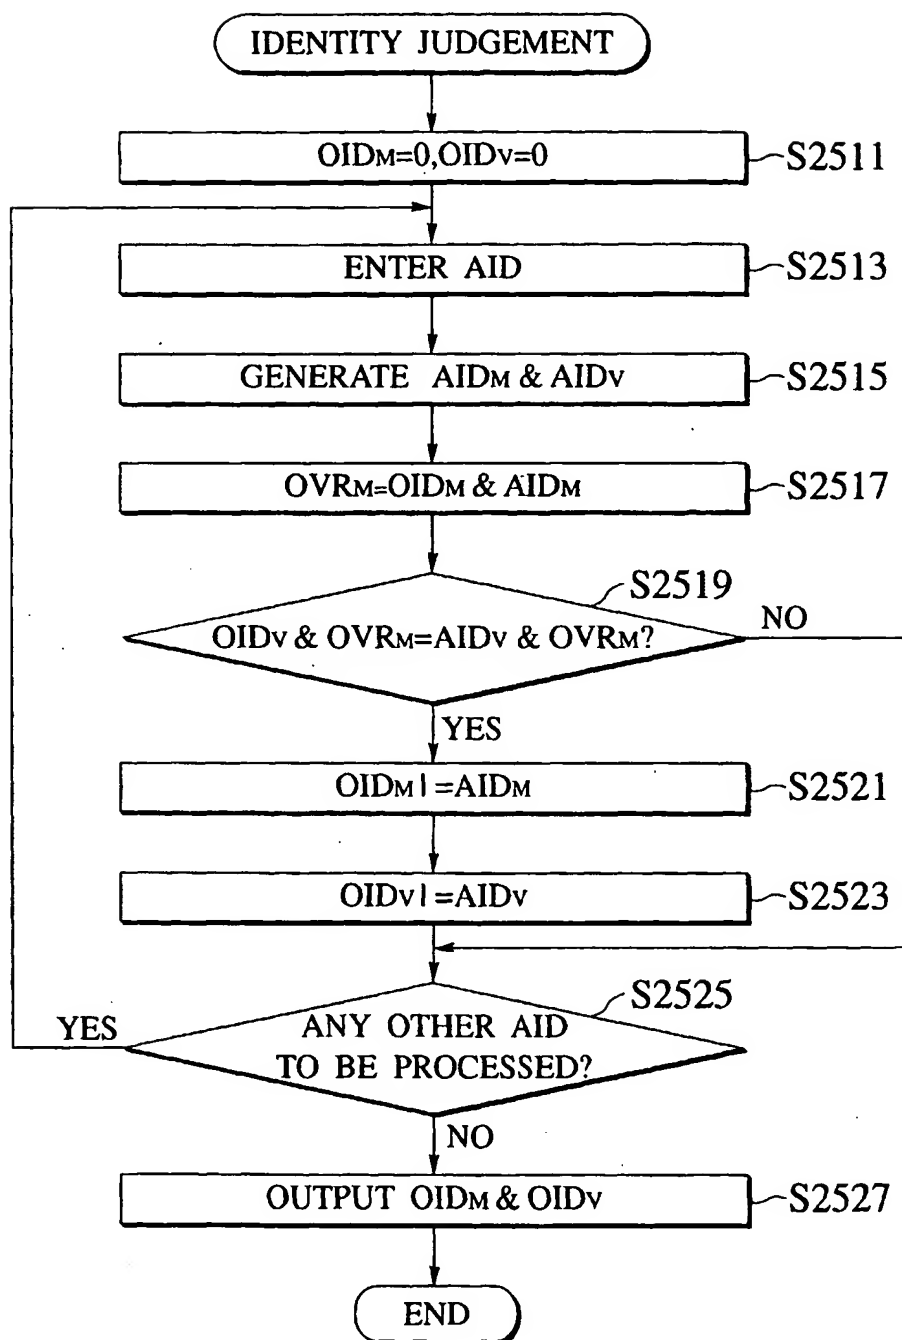 IDENTITY JUDGEMENT
OIDM=0,OIDV=0
S2511
ENTER AID
S2513
GENERATE AIDM & AIDV
S2515
OVRM=OIDM & AIDM
S2517
S2519
OIDV & OVRM=AIDV & OVRM?
NO
YES
OIDM|=AIDM
S2521
OIDV|=AIDV
S2523
S2525
YES
ANY OTHER AID
TO BE PROCESSED?
NO
OUTPUT OIDM & OIDV
S2527
END